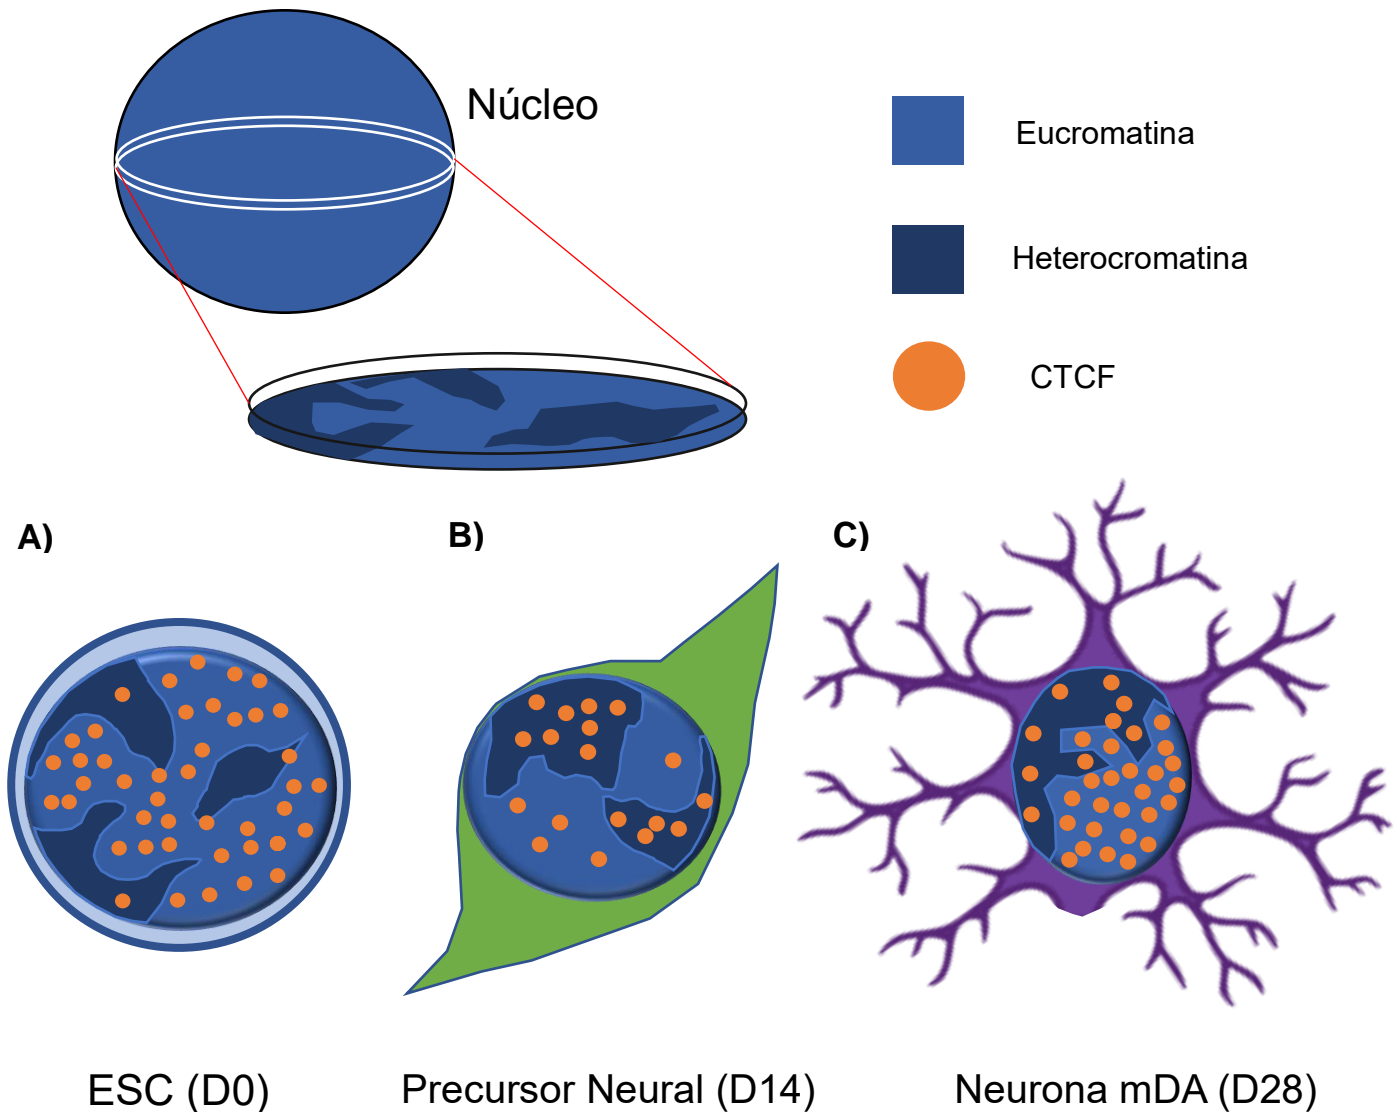 Núcleo
Eucromatina
Heterocromatina
CTCF
A)
B)
C)
ESC (D0)
Precursor Neural (D14)
Neurona mDA (D28)